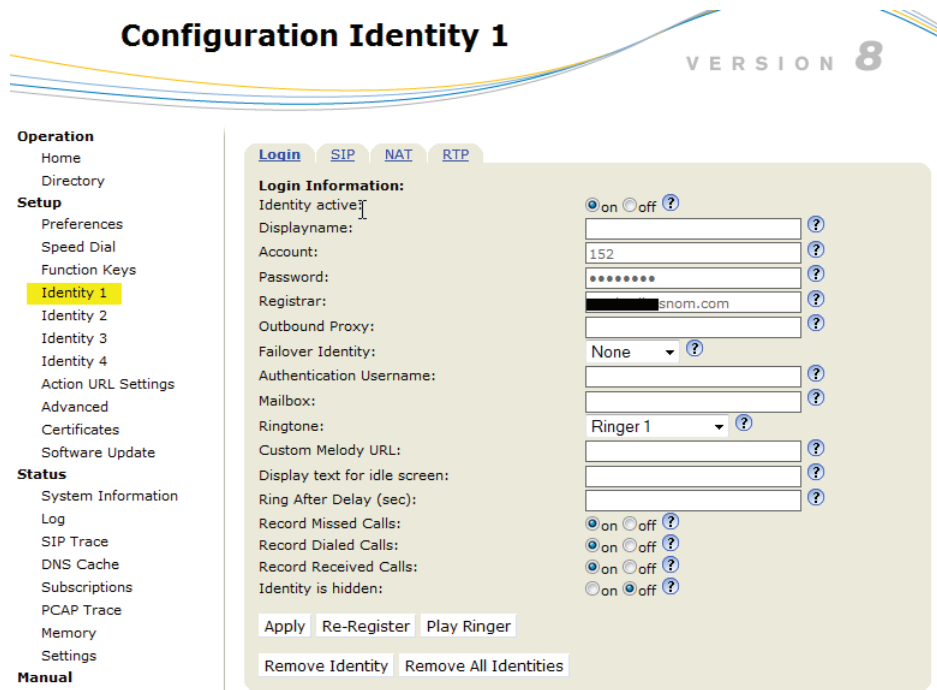 Configuration Identity 1
VERSION 8
Operation
Home
Directory
Setup
Preferences
Speed Dial
Function Keys
Identity 1
Identity 2
Identity 3
Identity 4
Action URL Settings
Advanced
Certificates
Software Update
Status
System Information
Log
SIP Trace
DNS Cache
Subscriptions
PCAP Trace
Memory
Settings
Manual
Login SIP NAT RTP
Login Information:
Identity active: on off ?
Displayname: ?
Account: 152 ?
Password: •••••••• ?
Registrar: snom.com ?
Outbound Proxy: ?
Failover Identity: None ?
Authentication Username: ?
Mailbox: ?
Ringtone: Ringer 1 ?
Custom Melody URL: ?
Display text for idle screen: ?
Ring After Delay (sec): ?
Record Missed Calls: on off ?
Record Dialed Calls: on off ?
Record Received Calls: on off ?
Identity is hidden: on off ?
Apply Re-Register Play Ringer
Remove Identity Remove All Identities